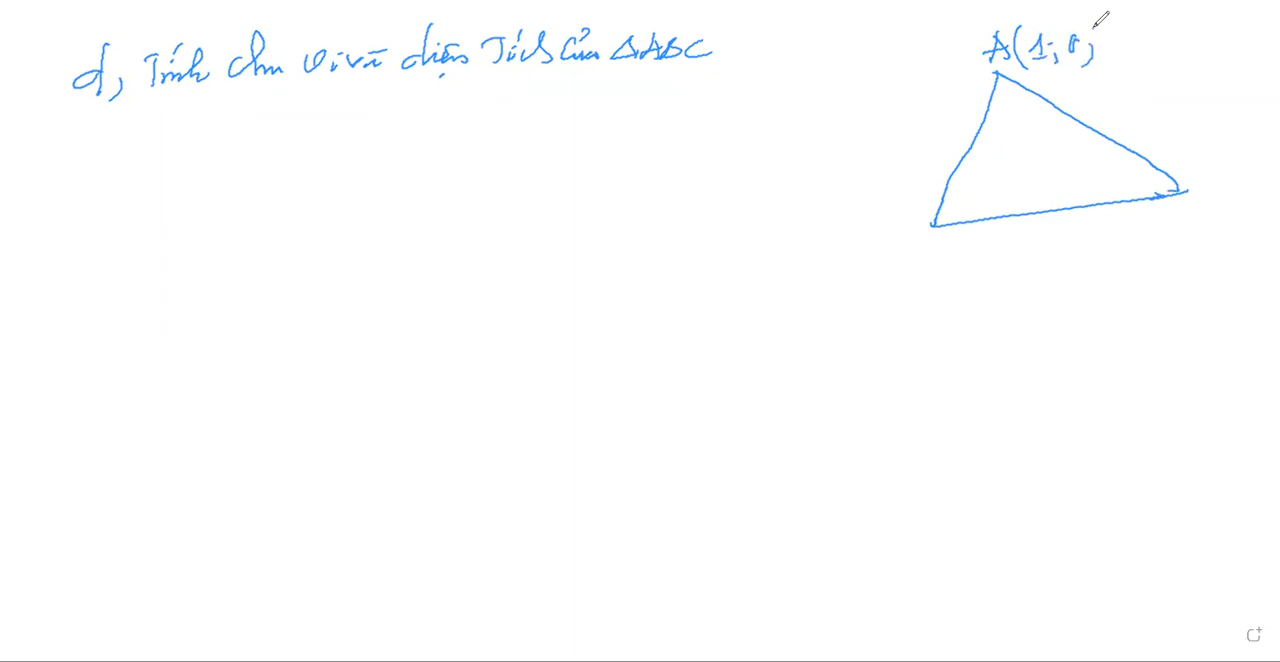 d, Tính chu vi và diện Tích của ΔABC
A(1; 0)